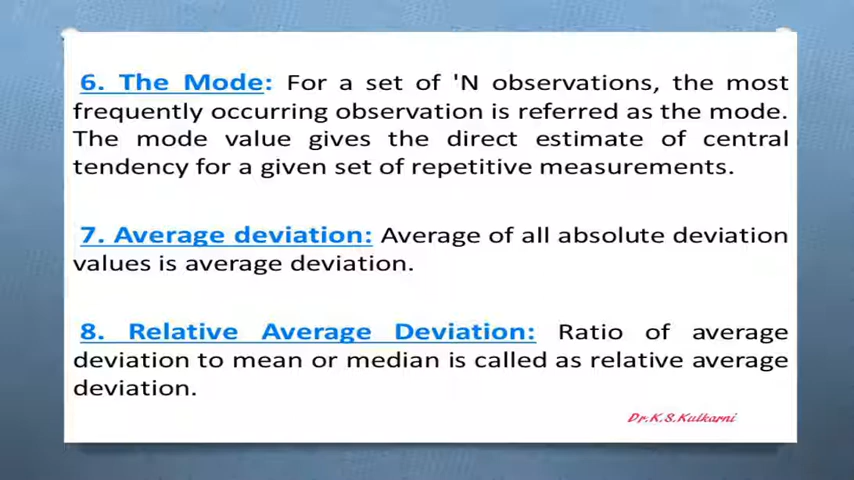 6. The Mode: For a set of 'N observations, the most
frequently occurring observation is referred as the mode.
The mode value gives the direct estimate of central
tendency for a given set of repetitive measurements.
7. Average deviation: Average of all absolute deviation
values is average deviation.
8. Relative Average Deviation: Ratio of average
deviation to mean or median is called as relative average
deviation.
Dr.K.S.Kulkarni